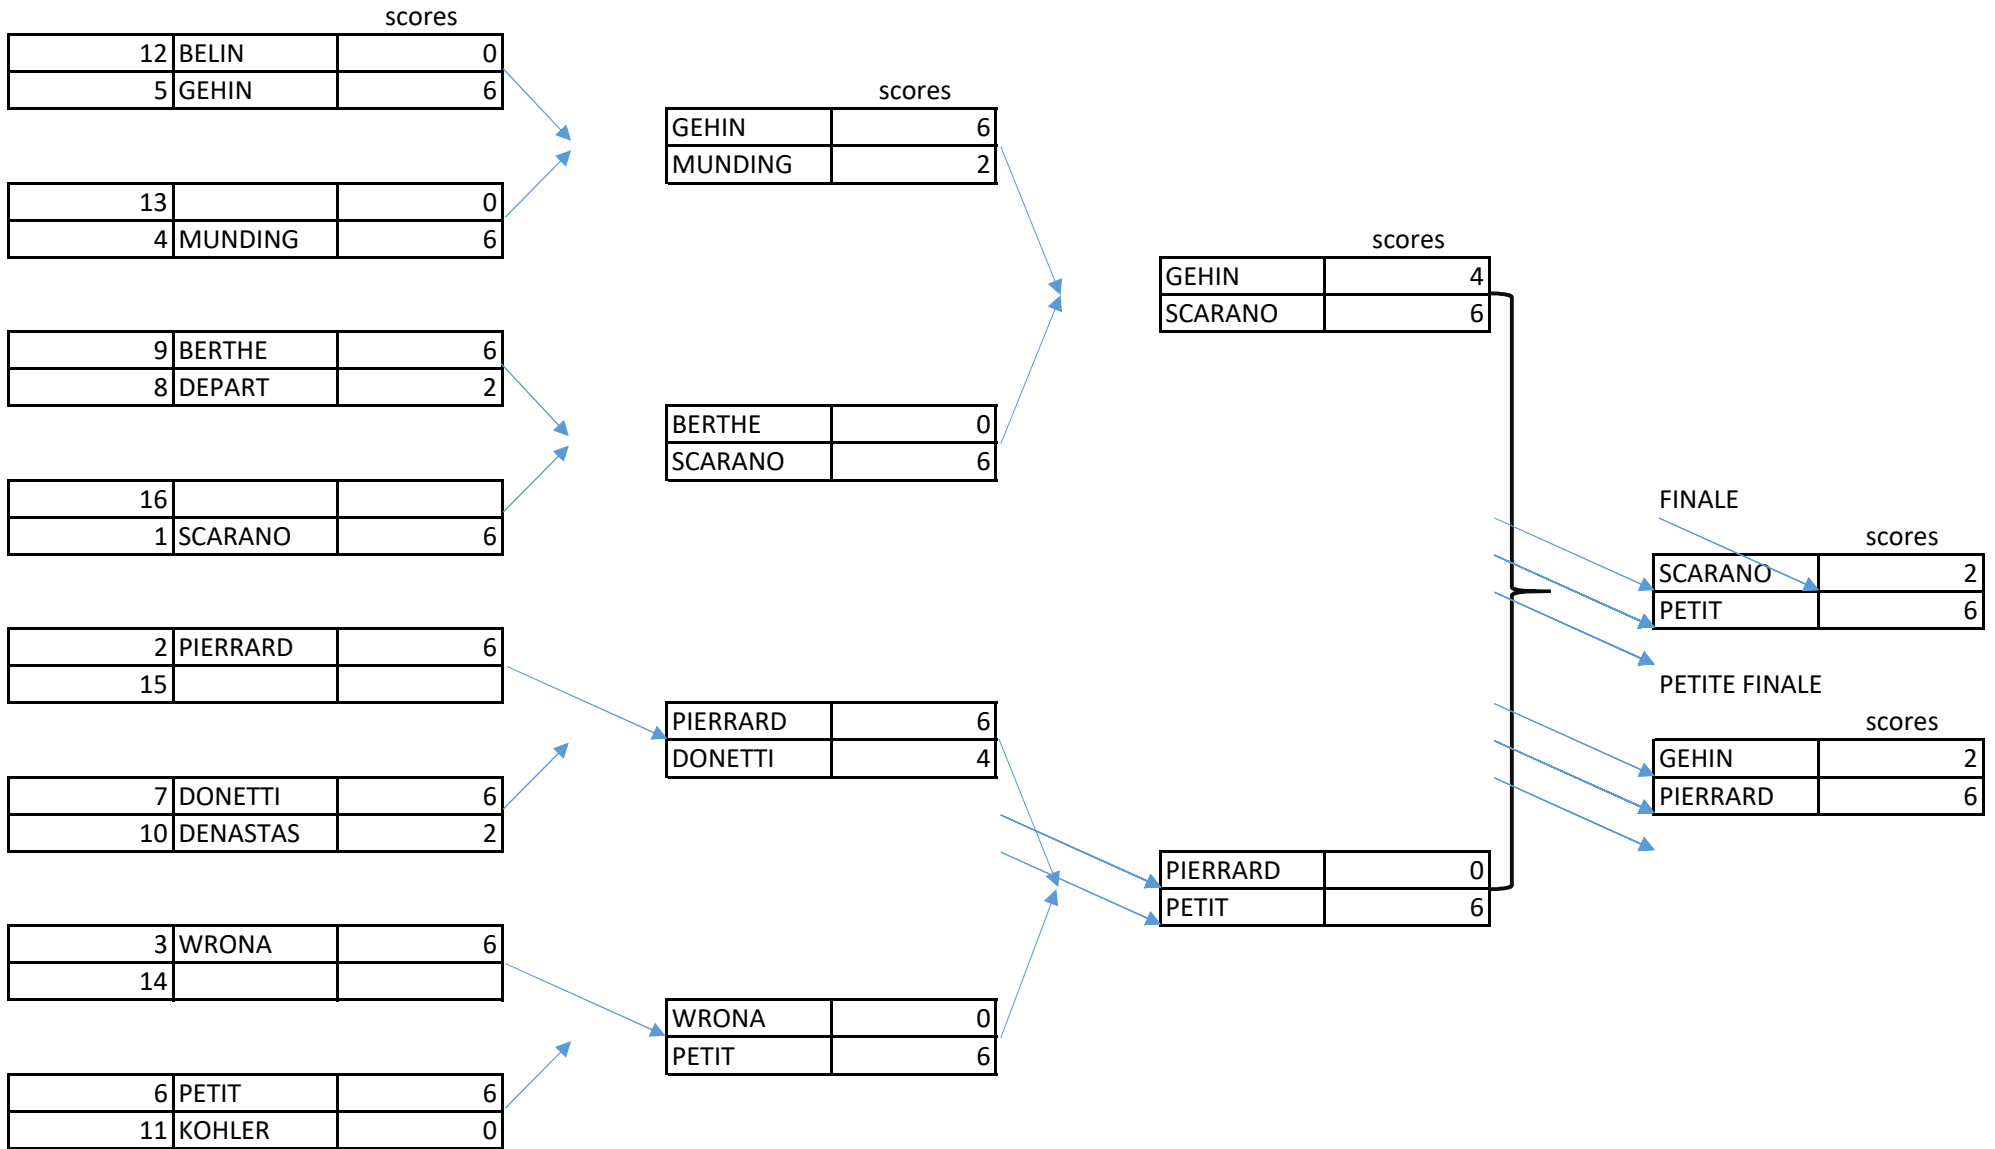 scores
12 BELIN 0
5 GEHIN 6
13 0
4 MUNDING 6
9 BERTHE 6
8 DEPART 2
16
1 SCARANO 6
2 PIERRARD 6
15
7 DONETTI 6
10 DENASTAS 2
3 WRONA 6
14
6 PETIT 6
11 KOHLER 0
scores
GEHIN 6
MUNDING 2
BERTHE 0
SCARANO 6
PIERRARD 6
DONETTI 4
WRONA 0
PETIT 6
scores
GEHIN 4
SCARANO 6
PIERRARD 0
PETIT 6
FINALE
scores
SCARANO 2
PETIT 6
PETITE FINALE
scores
GEHIN 2
PIERRARD 6